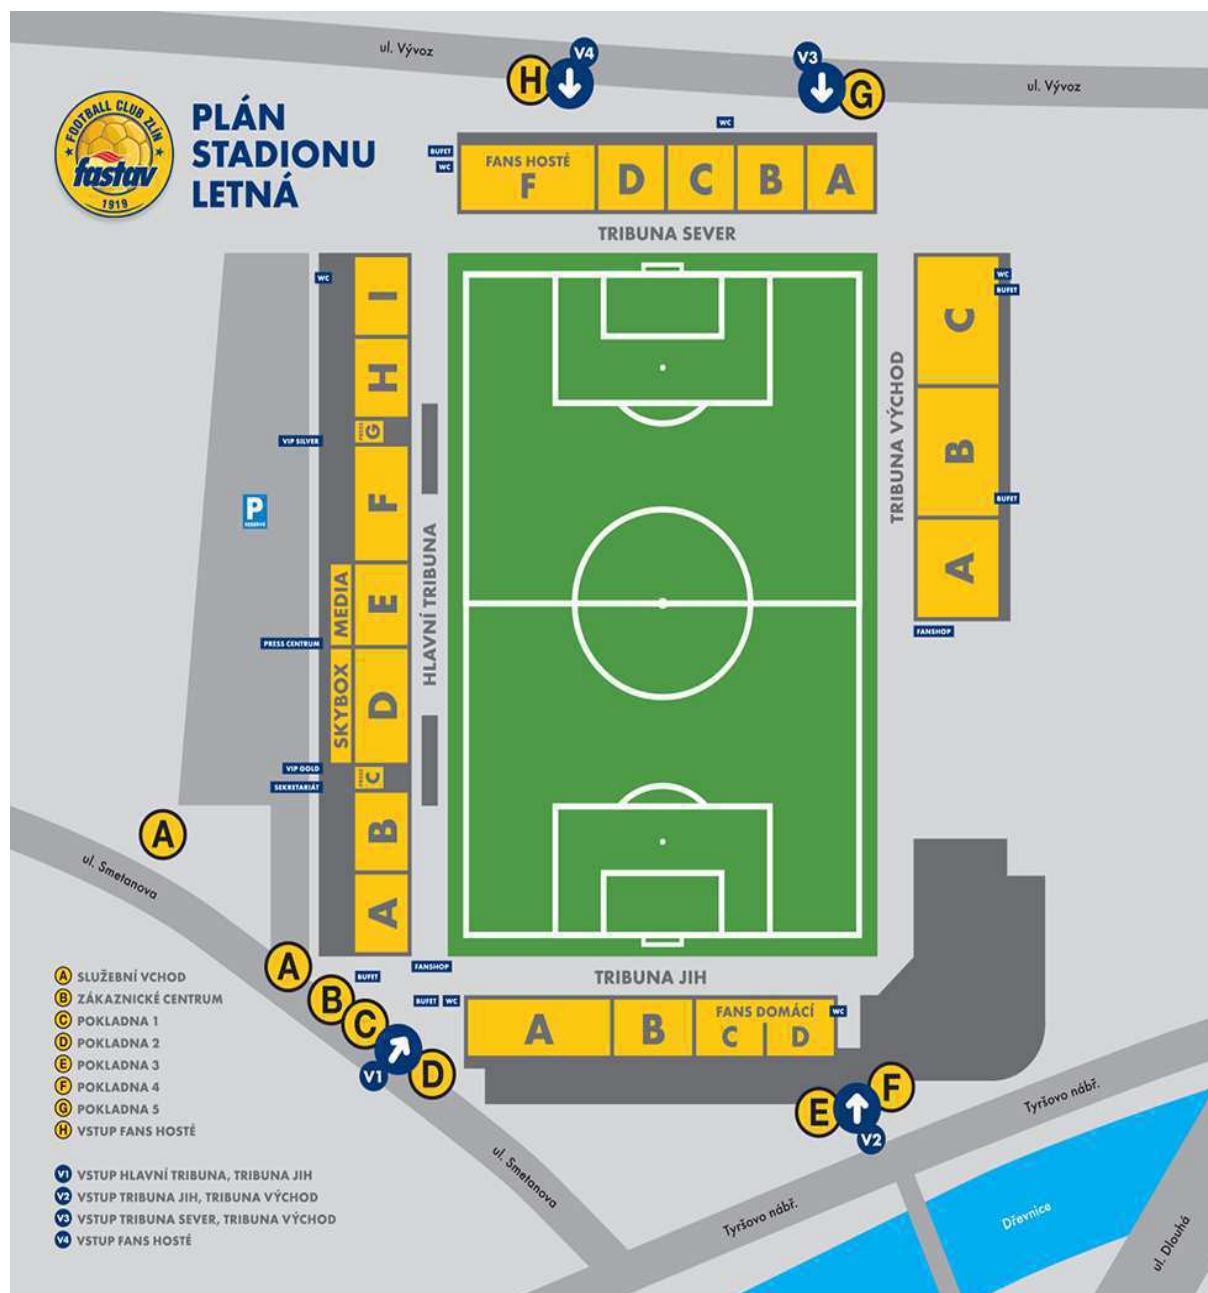 ul. Vývoz
V4
H
V3
G
ul. Vývoz
FOOTBALL CLUB ZLÍN
fastav
1919
PLÁN
STADIONU
LETNÁ
WC
BUFET
WC
FANS HOSTÉ
F
D
C
B
A
TRIBUNA SEVER
WC
I
H
PRESS
G
VIP SILVER
F
P
RESERVE
MEDIA
E
PRESS CENTRUM
SKYBOX
D
VIP GOLD
PRESS
C
SEKRETARIÁT
B
A
HLAVNÍ TRIBUNA
TRIBUNA VÝCHOD
C
WC
BUFET
B
BUFET
A
FANSHOP
A
ul. Smetanova
A
B
C
V1
D
BUFET
FANSHOP
TRIBUNA JIH
BUFET
WC
A
B
FANS DOMÁCÍ
C
D
WC
E
F
V2
ul. Smetanova
Tyršovo nábř.
Tyršovo nábř.
Dřevnice
ul. Dlouhá
A SLUŽEBNÍ VCHOD
B ZÁKAZNICKÉ CENTRUM
C POKLADNA 1
D POKLADNA 2
E POKLADNA 3
F POKLADNA 4
G POKLADNA 5
H VSTUP FANS HOSTÉ
V1 VSTUP HLAVNÍ TRIBUNA, TRIBUNA JIH
V2 VSTUP TRIBUNA JIH, TRIBUNA VÝCHOD
V3 VSTUP TRIBUNA SEVER, TRIBUNA VÝCHOD
V4 VSTUP FANS HOSTÉ